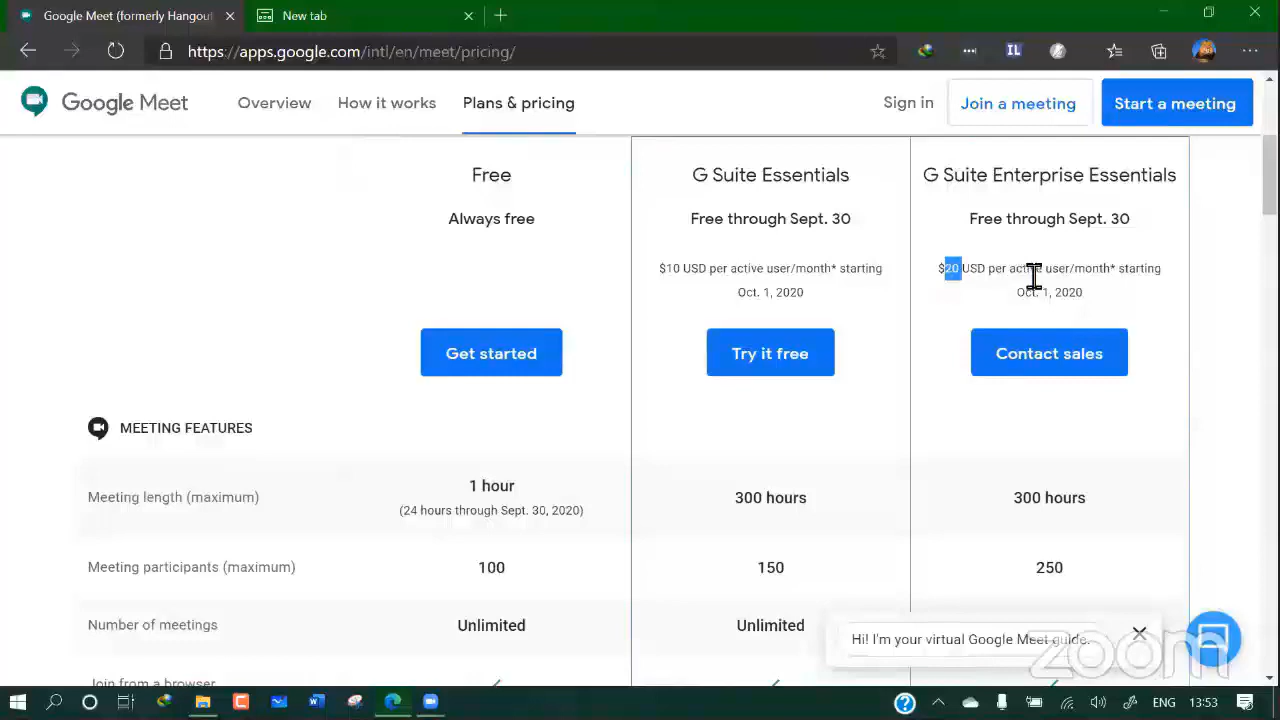 Google Meet (formerly Hangout
New tab
https://apps.google.com/intl/en/meet/pricing/
IL
Google Meet
Overview
How it works
Plans & pricing
Sign in
Join a meeting
Start a meeting
Free
G Suite Essentials
G Suite Enterprise Essentials
Always free
Free through Sept. 30
Free through Sept. 30
$10 USD per active user/month* starting
Oct. 1, 2020
$20 USD per active user/month* starting
Oct. 1, 2020
Get started
Try it free
Contact sales
MEETING FEATURES
Meeting length (maximum)
1 hour
(24 hours through Sept. 30, 2020)
300 hours
300 hours
Meeting participants (maximum)
100
150
250
Number of meetings
Unlimited
Unlimited
Hi! I'm your virtual Google Meet guide.
zoom
Join from a browser
ENG
13:53